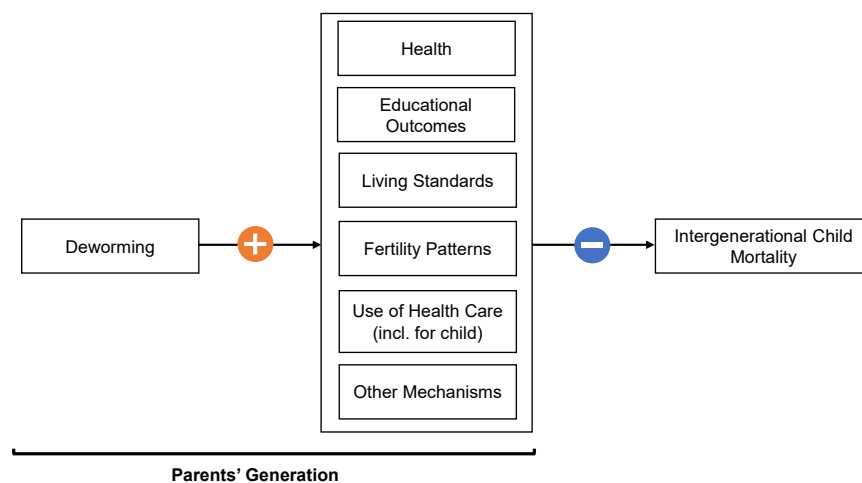 Health
Educational
Outcomes
Living Standards
Deworming
Fertility Patterns
Intergenerational Child
Mortality
Use of Health Care
(incl. for child)
Other Mechanisms
Parents’ Generation